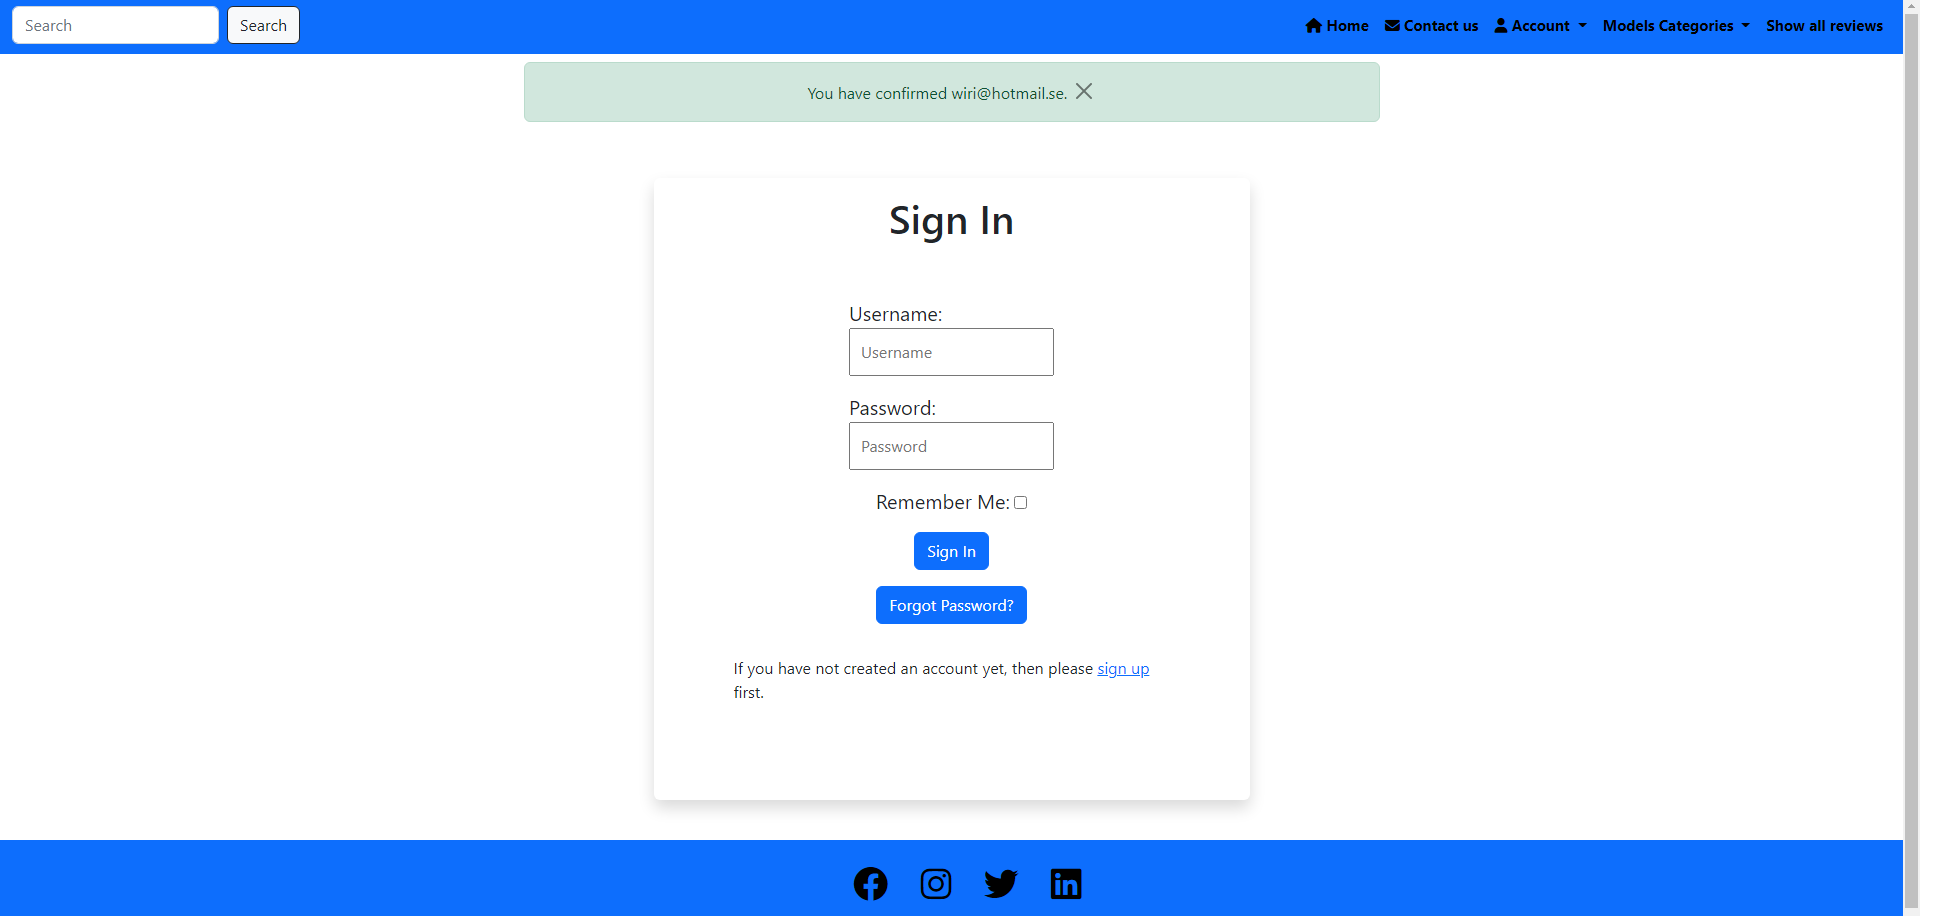 Search Search Home Contact us Account Models Categories Show all reviews
You have confirmed wiri@hotmail.se.
Sign In
Username:
Username
Password:
Password
Remember Me:
Sign In
Forgot Password?
If you have not created an account yet, then please sign up
first.